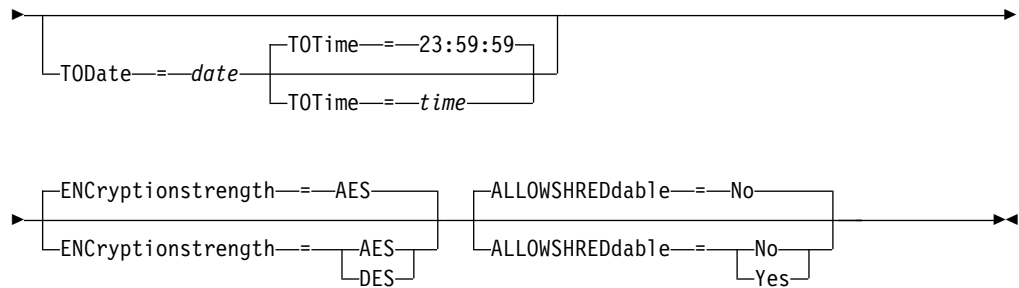 TOTime = 23:59:59
TODate = date
TOTime = time
ENCryptionstrength = AES ALLOWSHREDdable = No
ENCryptionstrength = AES ALLOWSHREDdable = No
DES Yes